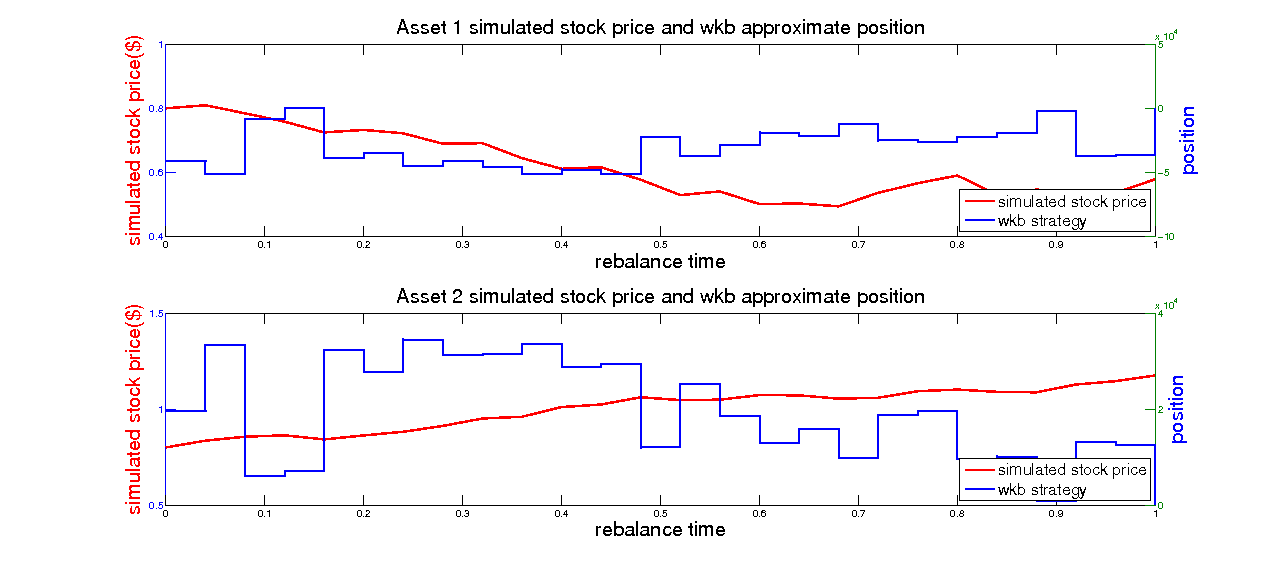 Asset 1 simulated stock price and wkb approximate position
x 10^4
simulated stock price($)
1
0.8
0.6
0.4
5
0
−5
−10
position
simulated stock price
wkb strategy
0 0.1 0.2 0.3 0.4 0.5 0.6 0.7 0.8 0.9 1
rebalance time
Asset 2 simulated stock price and wkb approximate position
x 10^4
simulated stock price($)
1.5
1
0.5
4
2
0
position
simulated stock price
wkb strategy
0 0.1 0.2 0.3 0.4 0.5 0.6 0.7 0.8 0.9 1
rebalance time